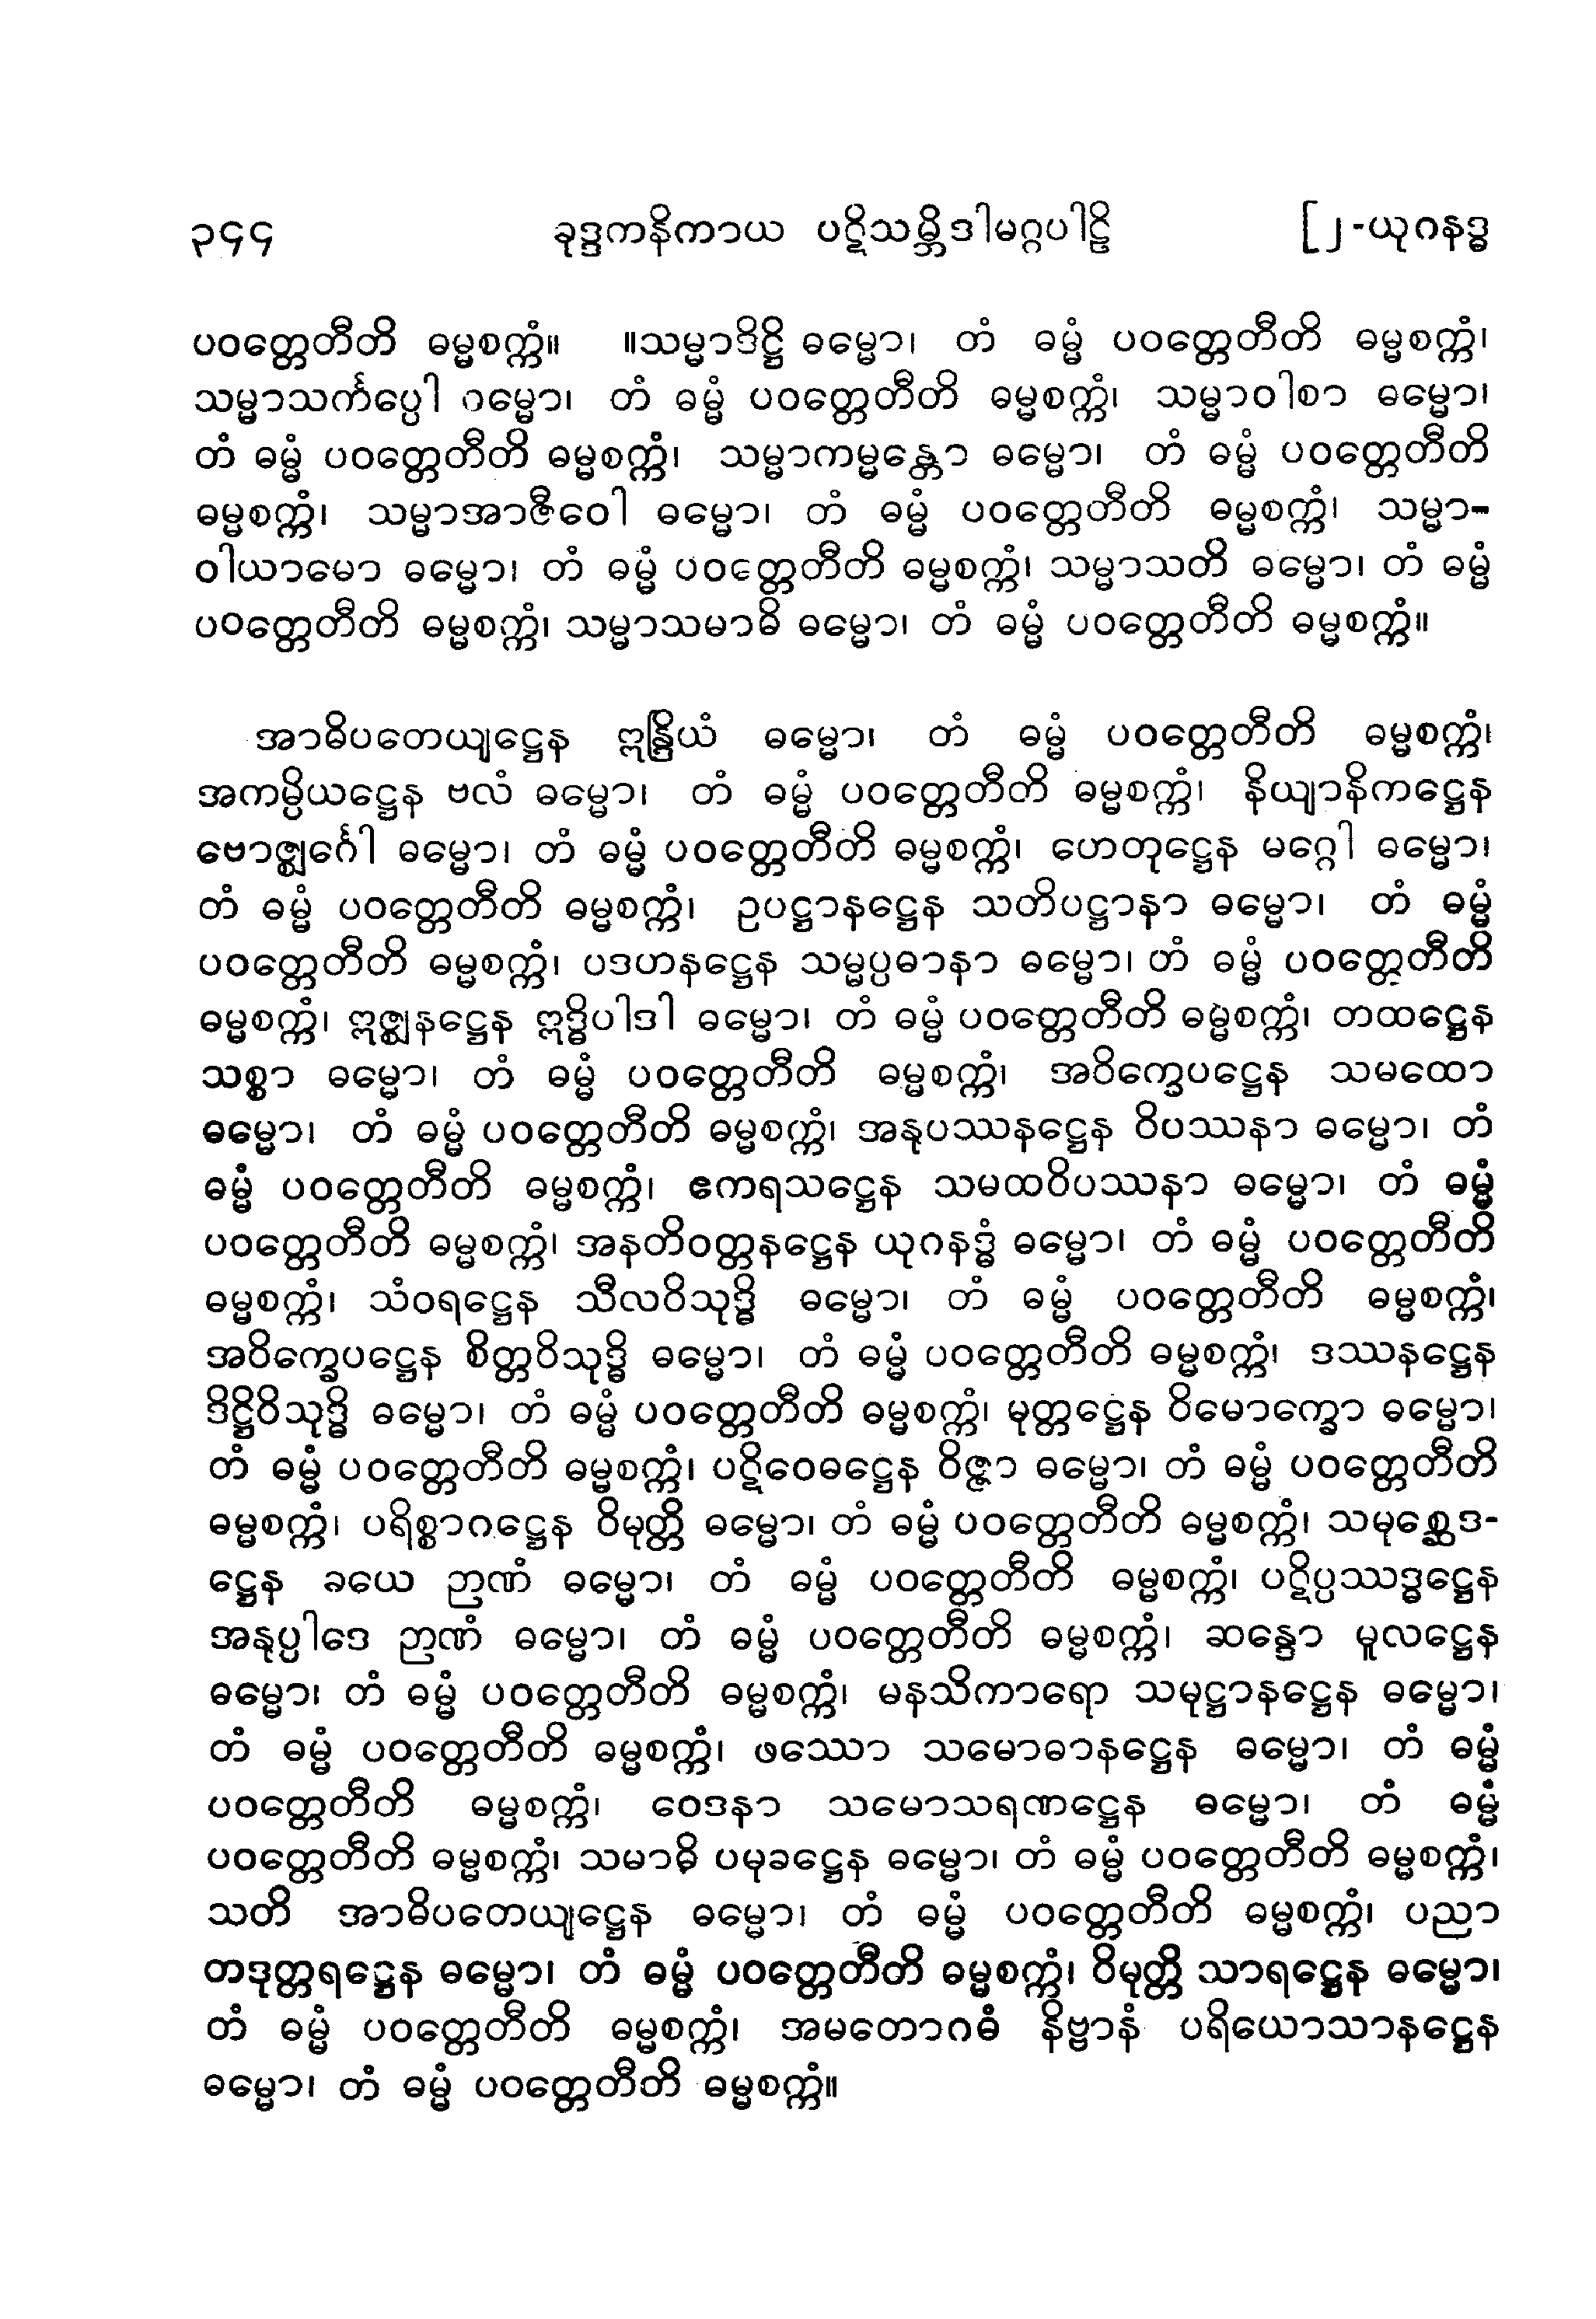 ၃၄၄ ခုဒ္ဒကနိကာယ ပဋိသမ္ဘိဒါမဂ္ဂပါဠိ [၂-ယုဂနဒ္ဓ
ပဝတ္တေတီတိ ဓမ္မစက္ကံ။ ။သမ္မာဒိဋ္ဌိ ဓမ္မော၊ တံ ဓမ္မံ ပဝတ္တေတီတိ ဓမ္မစက္ကံ၊
သမ္မာသင်္ကပ္ပေါ ဂမ္မော၊ တံ ဓမ္မံ ပဝတ္တေတီတိ ဓမ္မစက္ကံ၊ သမ္မာဝါစာ ဓမ္မော၊
တံ ဓမ္မံ ပဝတ္တေတီတိ ဓမ္မစက္ကံ၊ သမ္မာကမ္မန္တော ဓမ္မော၊ တံ ဓမ္မံ ပဝတ္တေတီတိ
ဓမ္မစက္ကံ၊ သမ္မာအာဇီဝေါ ဓမ္မော၊ တံ ဓမ္မံ ပဝတ္တေတီတိ ဓမ္မစက္ကံ၊ သမ္မာ-
ဝါယာမော ဓမ္မော၊ တံ ဓမ္မံ ပဝတ္တေတီတိ ဓမ္မစက္ကံ၊ သမ္မာသတိ ဓမ္မော၊ တံ ဓမ္မံ
ပဝတ္တေတီတိ ဓမ္မစက္ကံ၊ သမ္မာသမာဓိ ဓမ္မော၊ တံ ဓမ္မံ ပဝတ္တေတီတိ ဓမ္မစက္ကံ။
အာဓိပတေယျဋ္ဌေန ဣန္ဒြိယံ ဓမ္မော၊ တံ ဓမ္မံ ပဝတ္တေတီတိ ဓမ္မစက္ကံ၊
အကမ္ပိယဋ္ဌေန ဗလံ ဓမ္မော၊ တံ ဓမ္မံ ပဝတ္တေတီတိ ဓမ္မစက္ကံ၊ နိယျာနိကဋ္ဌေန
ဗောဇ္ဈင်္ဂေါ ဓမ္မော၊ တံ ဓမ္မံ ပဝတ္တေတီတိ ဓမ္မစက္ကံ၊ ဟေတုဋ္ဌေန မဂ္ဂေါ ဓမ္မော၊
တံ ဓမ္မံ ပဝတ္တေတီတိ ဓမ္မစက္ကံ၊ ဥပဋ္ဌာနဋ္ဌေန သတိပဋ္ဌာနာ ဓမ္မော၊ တံ ဓမ္မံ
ပဝတ္တေတီတိ ဓမ္မစက္ကံ၊ ပဒဟနဋ္ဌေန သမ္မပ္ပဓာနာ ဓမ္မော၊ တံ ဓမ္မံ ပဝတ္တေတီတိ
ဓမ္မစက္ကံ၊ ဣဇ္ဈနဋ္ဌေန ဣဒ္ဓိပါဒါ ဓမ္မော၊ တံ ဓမ္မံ ပဝတ္တေတီတိ ဓမ္မစက္ကံ၊ တထဋ္ဌေန
သစ္စာ ဓမ္မော၊ တံ ဓမ္မံ ပဝတ္တေတီတိ ဓမ္မစက္ကံ၊ အဝိက္ခေပဋ္ဌေန သမထော
ဓမ္မော၊ တံ ဓမ္မံ ပဝတ္တေတီတိ ဓမ္မစက္ကံ၊ အနုပဿနဋ္ဌေန ဝိပဿနာ ဓမ္မော၊ တံ
ဓမ္မံ ပဝတ္တေတီတိ ဓမ္မစက္ကံ၊ ဧကရသဋ္ဌေန သမထဝိပဿနာ ဓမ္မော၊ တံ ဓမ္မံ
ပဝတ္တေတီတိ ဓမ္မစက္ကံ၊ အနတိဝတ္တနဋ္ဌေန ယုဂနဒ္ဓံ ဓမ္မော၊ တံ ဓမ္မံ ပဝတ္တေတီတိ
ဓမ္မစက္ကံ၊ သံဝရဋ္ဌေန သီလဝိသုဒ္ဓိ ဓမ္မော၊ တံ ဓမ္မံ ပဝတ္တေတီတိ ဓမ္မစက္ကံ၊
အဝိက္ခေပဋ္ဌေန စိတ္တဝိသုဒ္ဓိ ဓမ္မော၊ တံ ဓမ္မံ ပဝတ္တေတီတိ ဓမ္မစက္ကံ၊ ဒဿနဋ္ဌေန
ဒိဋ္ဌိဝိသုဒ္ဓိ ဓမ္မော၊ တံ ဓမ္မံ ပဝတ္တေတီတိ ဓမ္မစက္ကံ၊ မုတ္တဋ္ဌေန ဝိမောက္ခော ဓမ္မော၊
တံ ဓမ္မံ ပဝတ္တေတီတိ ဓမ္မစက္ကံ၊ ပဋိဝေဓဋ္ဌေန ဝိဇ္ဇာ ဓမ္မော၊ တံ ဓမ္မံ ပဝတ္တေတီတိ
ဓမ္မစက္ကံ၊ ပရိစ္စာဂဋ္ဌေန ဝိမုတ္တိ ဓမ္မော၊ တံ ဓမ္မံ ပဝတ္တေတီတိ ဓမ္မစက္ကံ၊ သမုစ္ဆေဒ-
ဋ္ဌေန ခယေ ဉာဏံ ဓမ္မော၊ တံ ဓမ္မံ ပဝတ္တေတီတိ ဓမ္မစက္ကံ၊ ပဋိပ္ပဿဒ္ဓဋ္ဌေန
အနုပ္ပါဒေ ဉာဏံ ဓမ္မော၊ တံ ဓမ္မံ ပဝတ္တေတီတိ ဓမ္မစက္ကံ၊ ဆန္ဒော မူလဋ္ဌေန
ဓမ္မော၊ တံ ဓမ္မံ ပဝတ္တေတီတိ ဓမ္မစက္ကံ၊ မနသိကာရော သမုဋ္ဌာနဋ္ဌေန ဓမ္မော၊
တံ ဓမ္မံ ပဝတ္တေတီတိ ဓမ္မစက္ကံ၊ ဖဿော သမောဓာနဋ္ဌေန ဓမ္မော၊ တံ ဓမ္မံ
ပဝတ္တေတီတိ ဓမ္မစက္ကံ၊ ဝေဒနာ သမောသရဏဋ္ဌေန ဓမ္မော၊ တံ ဓမ္မံ
ပဝတ္တေတီတိ ဓမ္မစက္ကံ၊ သမာဓိ ပမုခဋ္ဌေန ဓမ္မော၊ တံ ဓမ္မံ ပဝတ္တေတီတိ ဓမ္မစက္ကံ၊
သတိ အာဓိပတေယျဋ္ဌေန ဓမ္မော၊ တံ ဓမ္မံ ပဝတ္တေတီတိ ဓမ္မစက္ကံ၊ ပညာ
တဒုတ္တရဋ္ဌေန ဓမ္မော၊ တံ ဓမ္မံ ပဝတ္တေတီတိ ဓမ္မစက္ကံ၊ ဝိမုတ္တိ သာရဋ္ဌေန ဓမ္မော၊
တံ ဓမ္မံ ပဝတ္တေတီတိ ဓမ္မစက္ကံ၊ အမတောဂဓံ နိဗ္ဗာနံ ပရိယောသာနဋ္ဌေန
ဓမ္မော၊ တံ ဓမ္မံ ပဝတ္တေတီတိ ဓမ္မစက္ကံ။